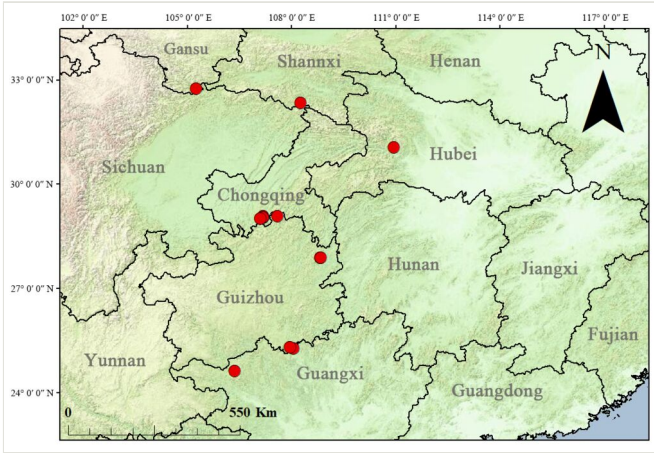 102° 0′ 0″ E 105° 0′ 0″ E 108° 0′ 0″ E 111° 0′ 0″ E 114° 0′ 0″ E 117° 0′ 0″ E
Gansu
Shannxi
Henan
N
33° 0′ 0″ N
Sichuan
Hubei
30° 0′ 0″ N
Chongqing
Hunan
Jiangxi
27° 0′ 0″ N
Guizhou
Fujian
Yunnan
Guangxi
24° 0′ 0″ N
Guangdong
0 550 Km